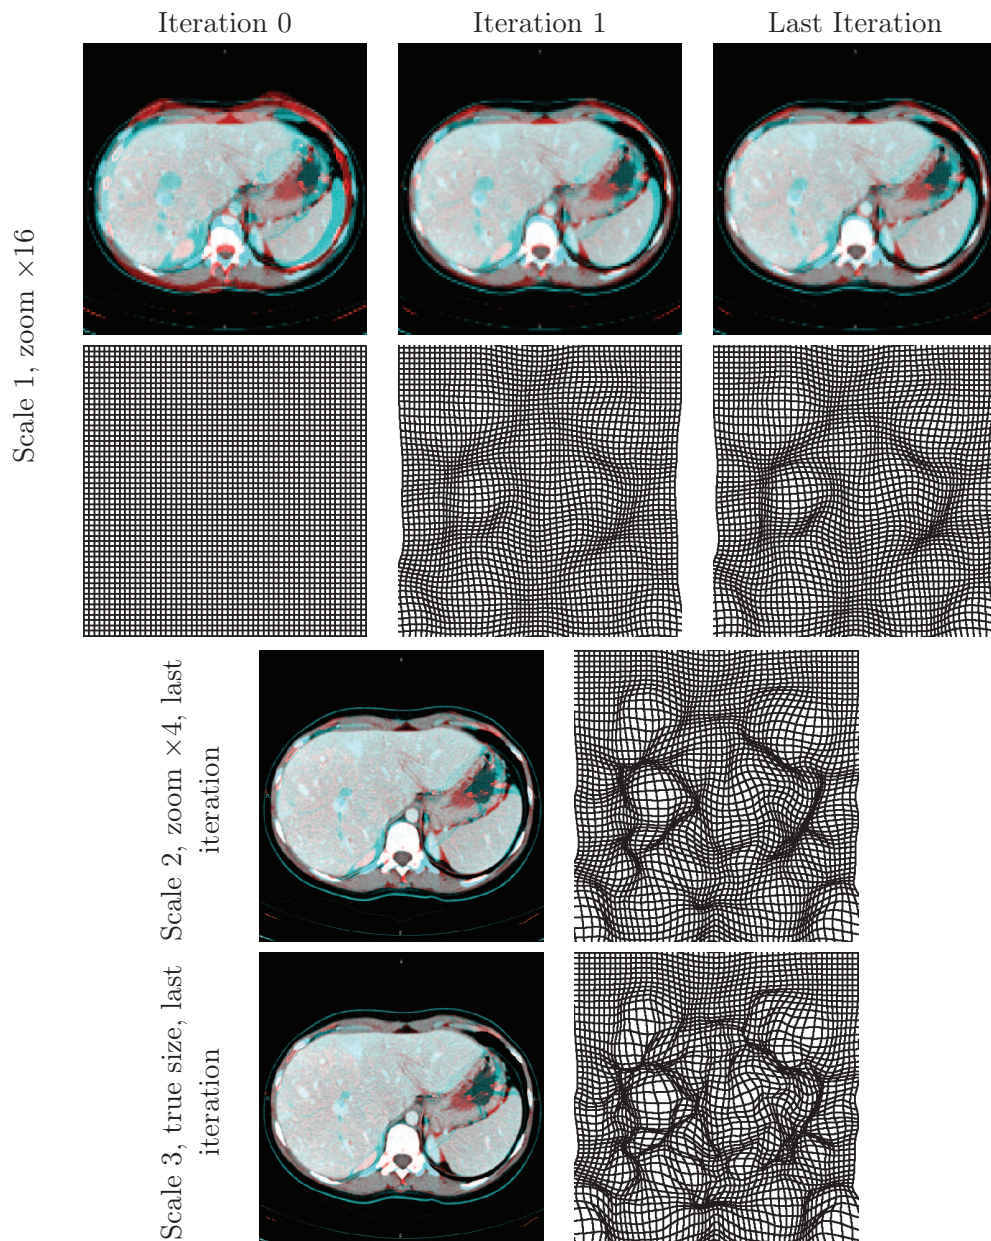 Iteration 0
Iteration 1
Last Iteration
Scale 1, zoom ×16
Scale 2, zoom ×4, last
iteration
Scale 3, true size, last
iteration